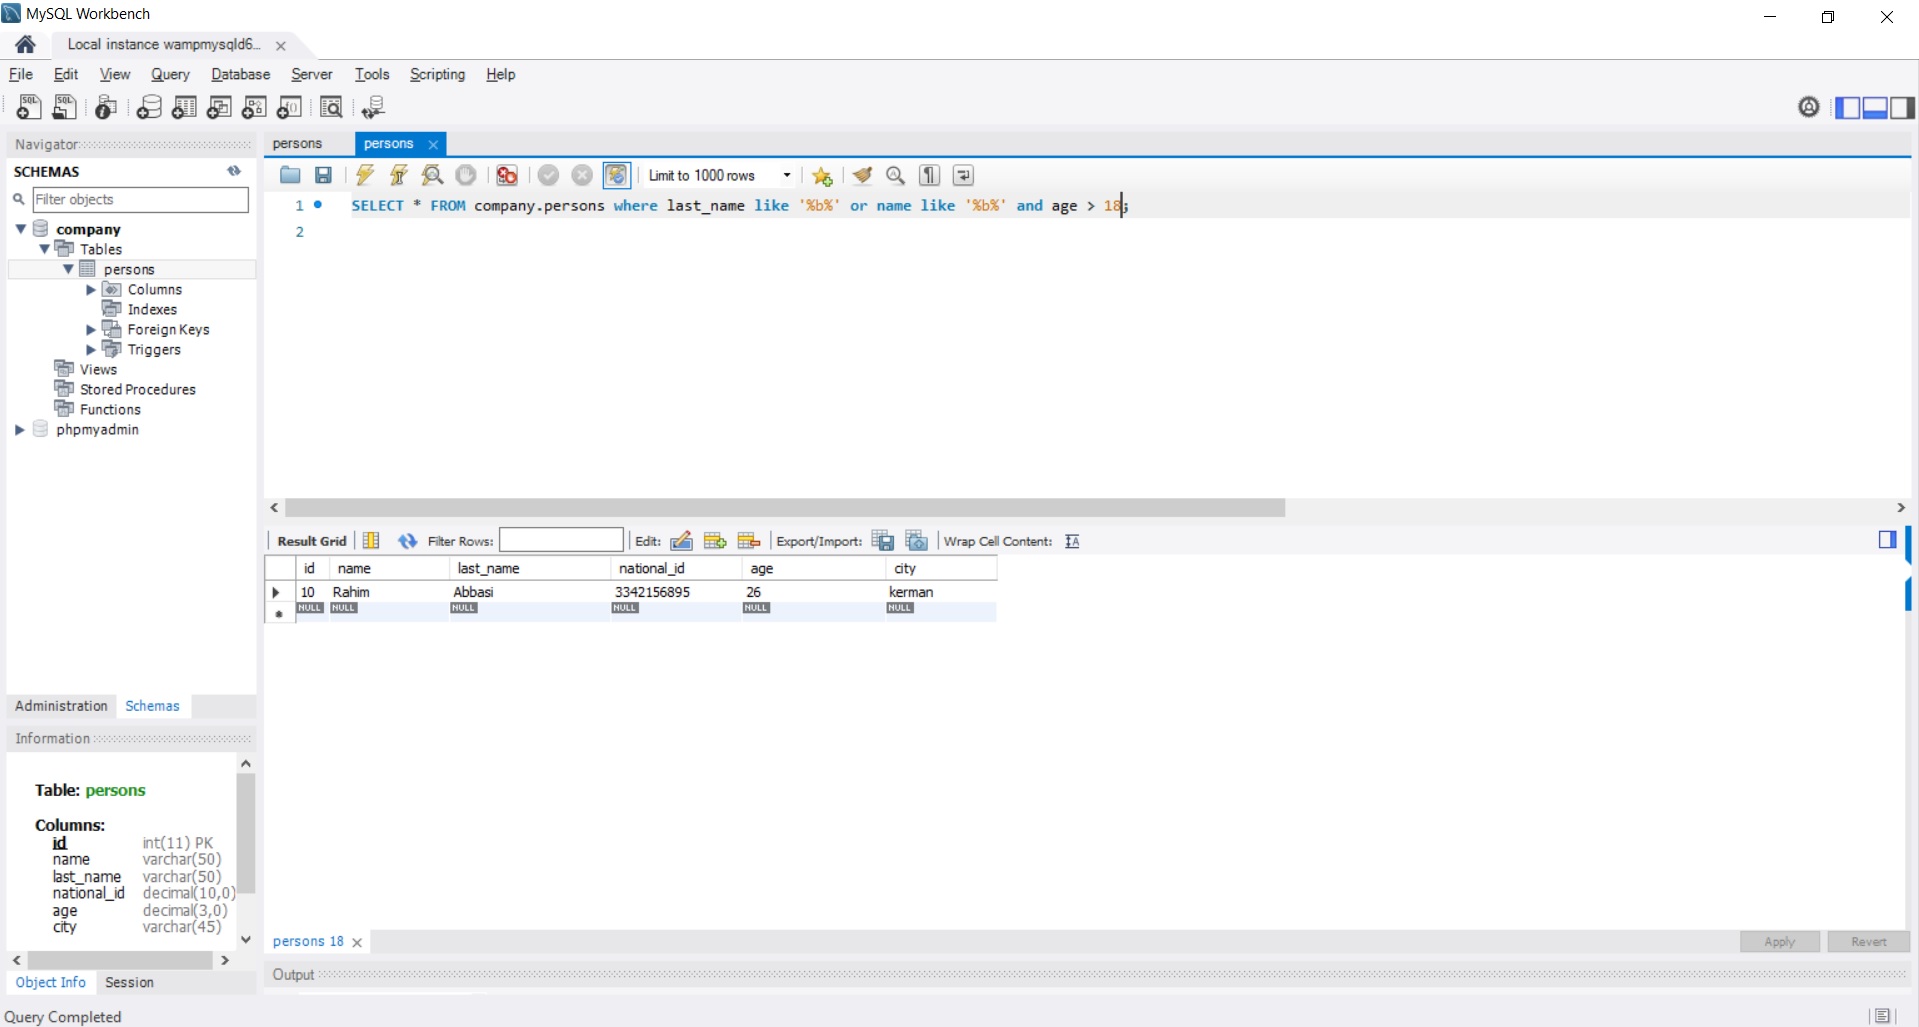 MySQL Workbench
Local instance wampmysqld6...
File Edit View Query Database Server Tools Scripting Help
Navigator
SCHEMAS
Filter objects
company
Tables
persons
Columns
Indexes
Foreign Keys
Triggers
Views
Stored Procedures
Functions
phpmyadmin
Administration Schemas
Information
Table: persons
Columns:
id int(11) PK
name varchar(50)
last_name varchar(50)
national_id decimal(10,0)
age decimal(3,0)
city varchar(45)
Object Info Session
persons persons
Limit to 1000 rows
1 SELECT * FROM company.persons where last_name like '%b%' or name like '%b%' and age > 18;
2
Result Grid Filter Rows: Edit: Export/Import: Wrap Cell Content:
id name last_name national_id age city
10 Rahim Abbasi 3342156895 26 kerman
NULL NULL NULL NULL NULL NULL
persons 18 Apply Revert
Output
Query Completed